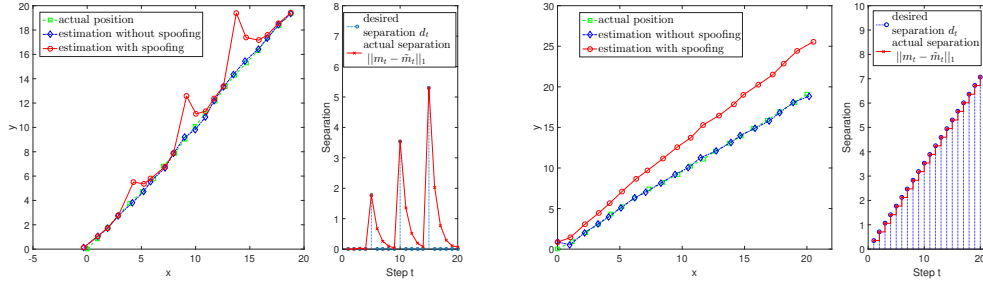 actual position
estimation without spoofing
estimation with spoofing
20
18
16
14
12
10
8
6
4
2
0
y
-5
0
5
10
15
20
x
desired
separation d_t
actual separation
||m_t − m̃_t||_1
8
7
6
5
4
3
2
1
0
Separation
0
10
20
Step t
actual position
estimation without spoofing
estimation with spoofing
30
25
20
15
10
5
0
y
0
5
10
15
20
x
desired
separation d_t
actual separation
||m_t − m̃_t||_1
10
9
8
7
6
5
4
3
2
1
0
Separation
0
10
20
Step t